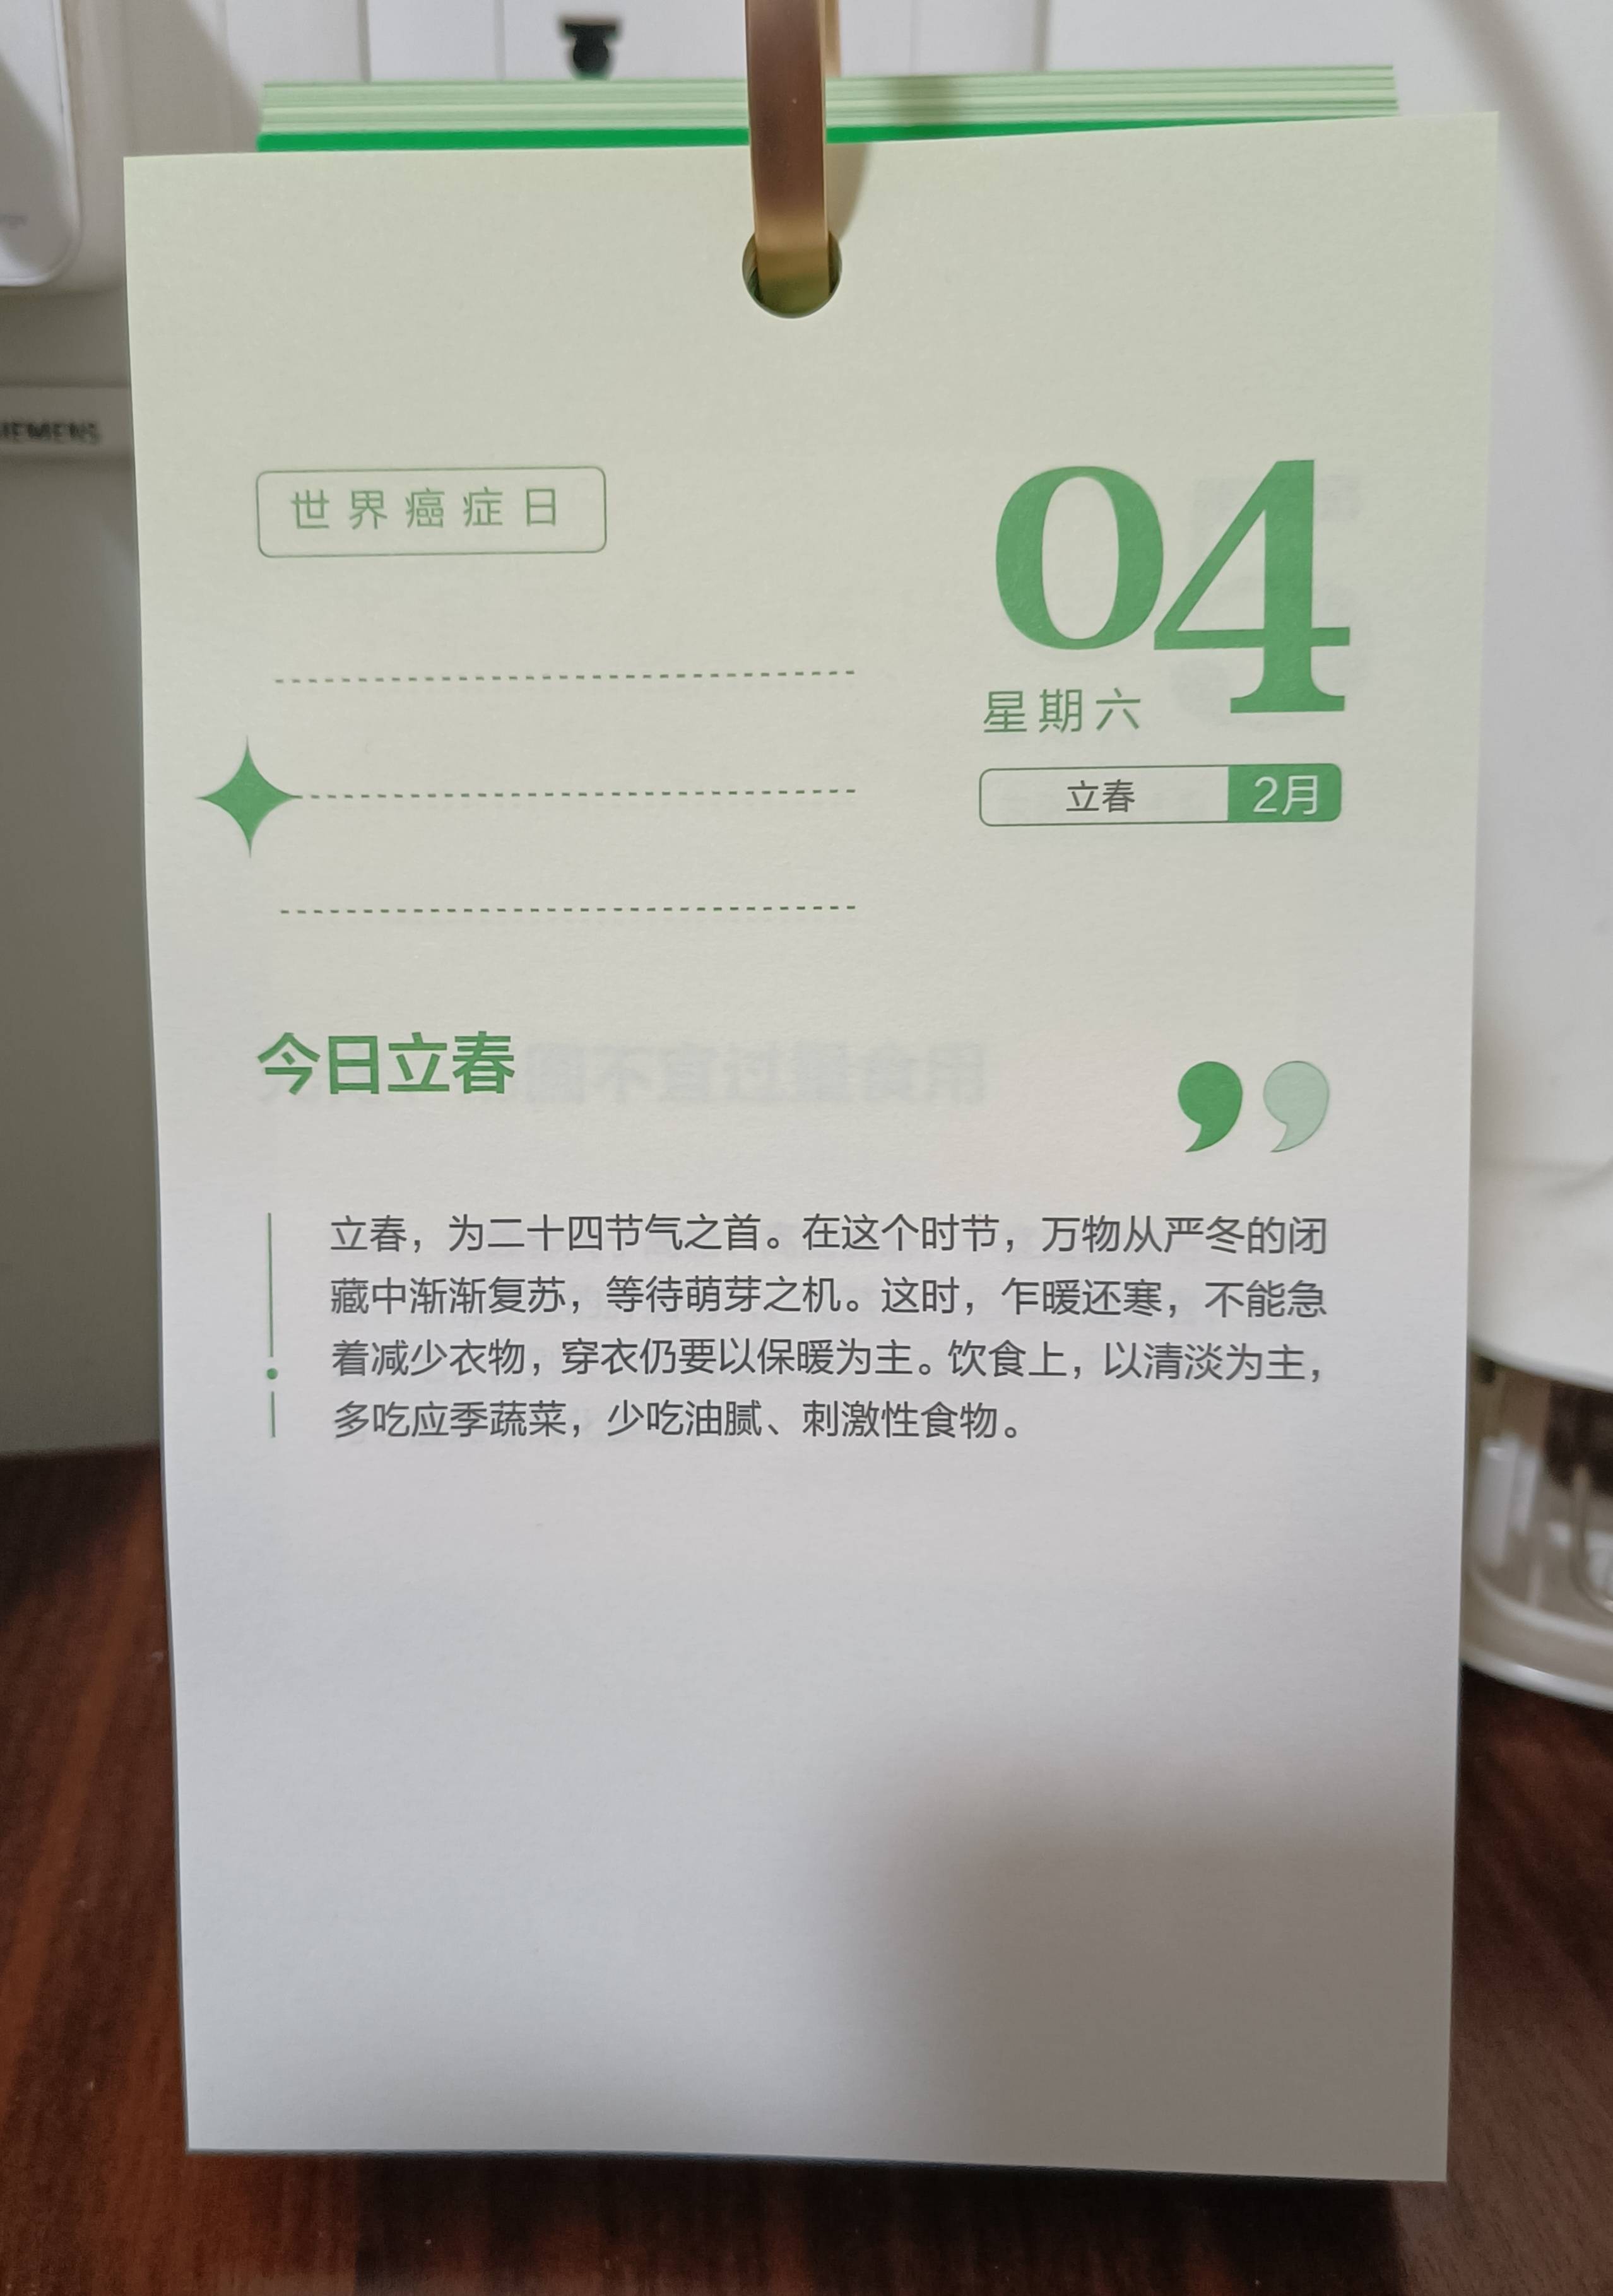 世界癌症日
04
星期六
立春 2月
今日立春
立春，为二十四节气之首。在这个时节，万物从严冬的闭
藏中渐渐复苏，等待萌芽之机。这时，乍暖还寒，不能急
着减少衣物，穿衣仍要以保暖为主。饮食上，以清淡为主，
多吃应季蔬菜，少吃油腻、刺激性食物。